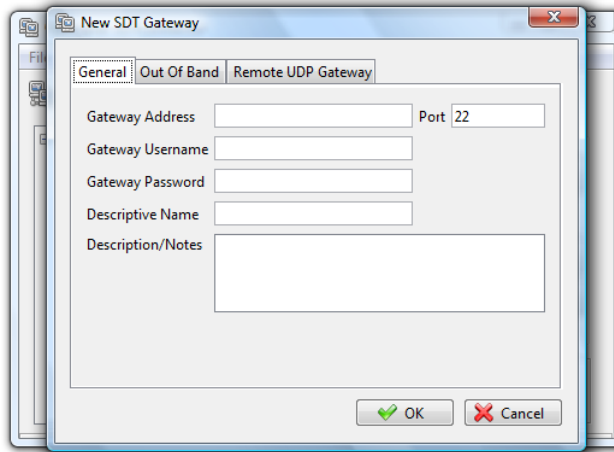 New SDT Gateway
General Out Of Band Remote UDP Gateway
Gateway Address Port 22
Gateway Username
Gateway Password
Descriptive Name
Description/Notes
OK Cancel